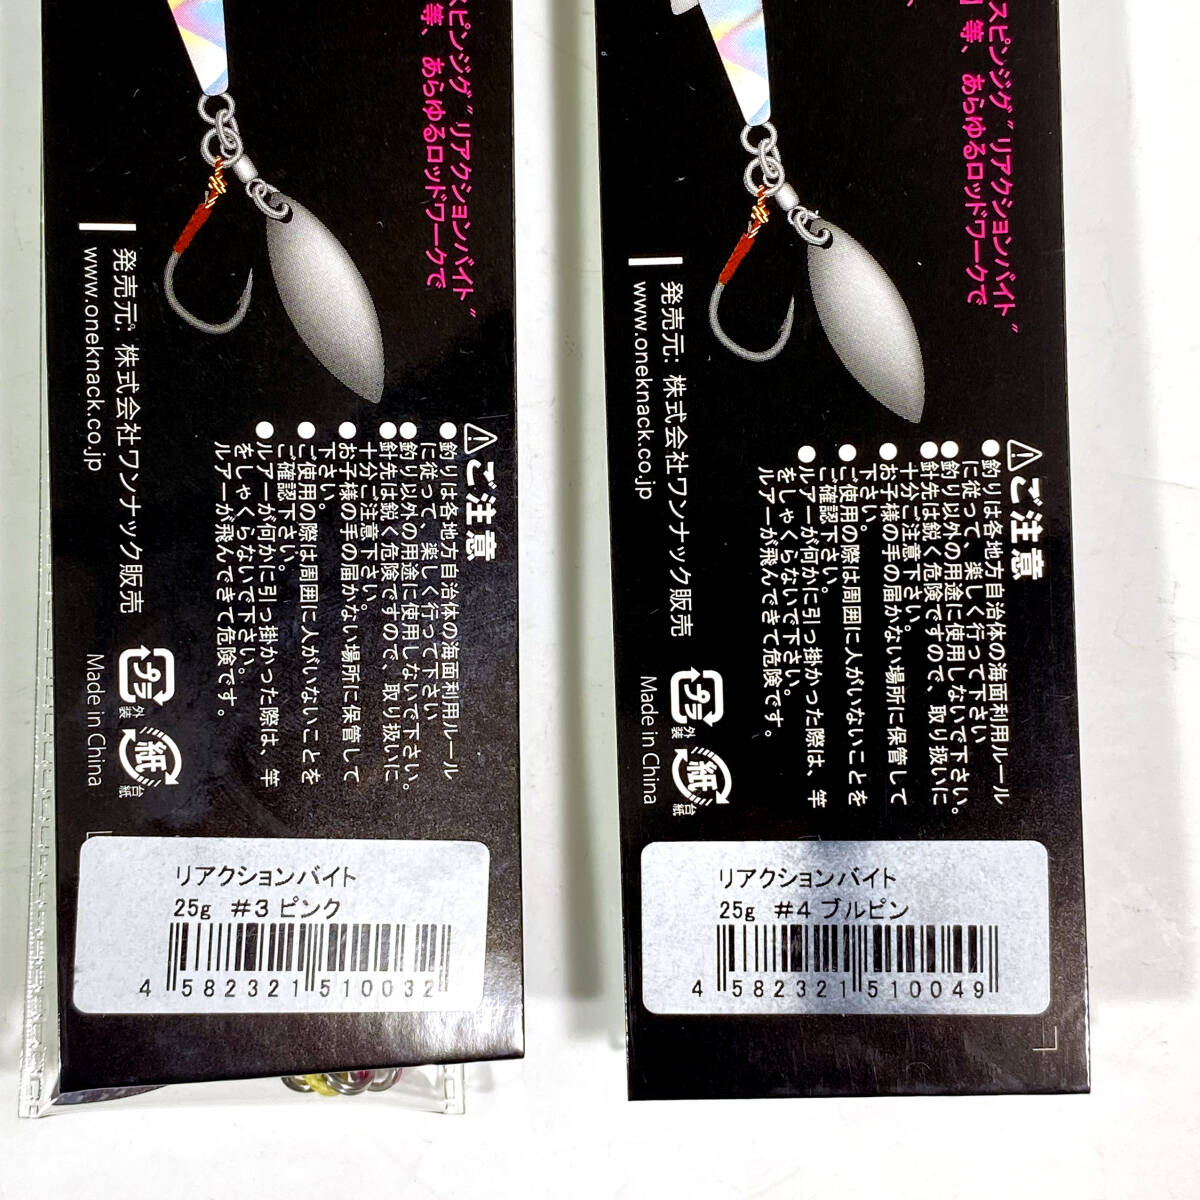 スピンジグ"リアクションバイト"
等、あらゆるロッドワークで
⚠ご注意
●釣りは各地方自治体の海面利用ルール
に従って、楽しく行って下さい
●釣り以外の用途に使用しないで下さい。
●針先は鋭く危険ですので、取り扱いに
十分ご注意下さい。
●お子様の手の届かない場所に保管して
下さい。
●ご使用の際は周囲に人がいないことを
ご確認下さい。
●ルアーが何かに引っ掛かった際は、竿
をしゃくらないで下さい。
ルアーが飛んできて危険です。
発売元: 株式会社ワンナック販売
www.oneknack.co.jp
プラ
外装
紙
台紙
Made in China
リアクションバイト
25g #3 ピンク
4 582321 510032
スピンジグ"リアクションバイト"
等、あらゆるロッドワークで
⚠ご注意
●釣りは各地方自治体の海面利用ルール
に従って、楽しく行って下さい
●釣り以外の用途に使用しないで下さい。
●針先は鋭く危険ですので、取り扱いに
十分ご注意下さい。
●お子様の手の届かない場所に保管して
下さい。
●ご使用の際は周囲に人がいないことを
ご確認下さい。
●ルアーが何かに引っ掛かった際は、竿
をしゃくらないで下さい。
ルアーが飛んできて危険です。
発売元: 株式会社ワンナック販売
www.oneknack.co.jp
プラ
外装
紙
台紙
Made in China
リアクションバイト
25g #4 ブルピン
4 582321 510049